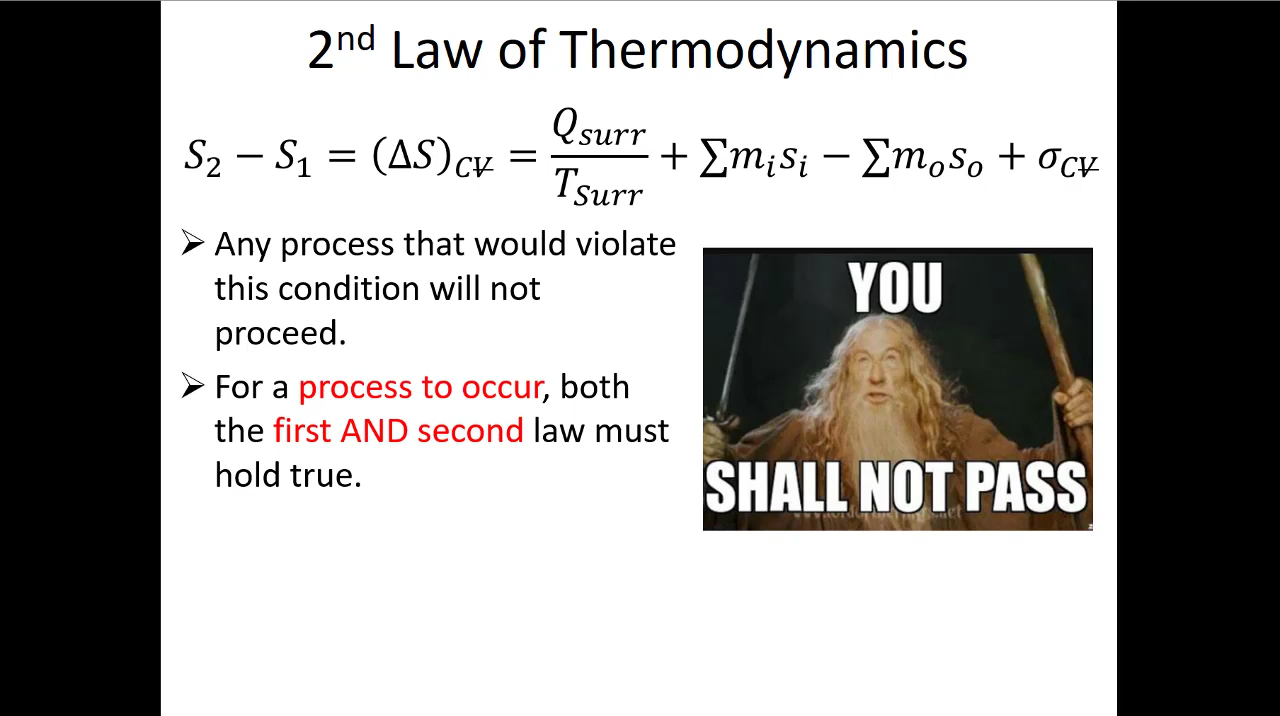 2nd Law of Thermodynamics
S₂ − S₁ = (ΔS)_CV̶ = Q_surr / T_Surr + ∑mᵢsᵢ − ∑mₒsₒ + σ_CV̶
➢ Any process that would violate
this condition will not
proceed.
➢ For a process to occur, both
the first AND second law must
hold true.
YOU
SHALL NOT PASS